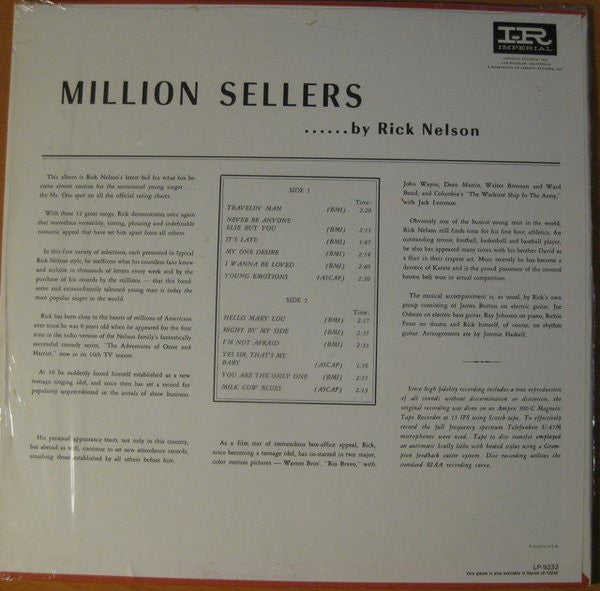 I-R
IMPERIAL
IMPERIAL RECORDS, INC.
LOS ANGELES, CALIFORNIA
A SUBSIDIARY OF LIBERTY RECORDS, INC.
MILLION SELLERS
......by Rick Nelson
This album is Rick Nelson's latest bid for what has be-
come almost routine for the sensational young singer . . .
the No. One spot on all the official rating charts.
With these 12 great songs, Rick demonstrates once again
that marvelous versatility, timing, phrasing and indefinable
romantic appeal that have set him apart from all others.
In this fine variety of selections, each presented in typical
Rick Nelson style, he reaffirms what his countless fans know
and acclaim in thousands of letters every week and by the
purchase of his records by the millions — that this hand-
some and extraordinarily talented young man is today the
most popular singer in the world.
Rick has been close to the hearts of millions of Americans
ever since he was 8 years old when he appeared for the first
time in the radio version of the Nelson family's fantastically
successful comedy series, "The Adventures of Ozzie and
Harriet," now in its 10th TV season.
At 16 he suddenly found himself established as a new
teenage singing idol, and since then has set a record for
popularity unprecedented in the annals of show business.
His personal appearance tours, not only in this country,
but abroad as well, continue to set new attendance records,
surpassing those established by all others before him.
SIDE 1
Time:
TRAVELIN' MAN (BMI) 2:20
NEVER BE ANYONE
ELSE BUT YOU (BMI) 2:15
IT'S LATE (BMI) 1:47
MY ONE DESIRE (BMI) 2:14
I WANNA BE LOVED (BMI) 2:40
YOUNG EMOTIONS (ASCAP) 2:30
SIDE 2
Time:
HELLO MARY LOU (BMI) 2:17
RIGHT BY MY SIDE (BMI) 2:35
I'M NOT AFRAID (BMI) 2:33
YES SIR, THAT'S MY
BABY (ASCAP) 1:56
YOU ARE THE ONLY ONE (BMI) 2:11
MILK COW BLUES (ASCAP) 2:13
As a film star of tremendous box-office appeal, Rick,
since becoming a teenage idol, has co-starred in two major,
color motion pictures — Warner Bros', "Rio Bravo," with
John Wayne, Dean Martin, Walter Brennan and Ward
Bond; and Columbia's "The Wackiest Ship In The Army,"
with Jack Lemmon.
Obviously one of the busiest young men in the world,
Rick Nelson still finds time for his first love, athletics. An
outstanding tennis, football, basketball and baseball player,
he also has appeared many times with his brother David as
a flier in their trapeze act. More recently he has become a
devotee of Karate and is the proud possessor of the coveted
brown belt won in actual competition.
The musical accompaniment is, as usual, by Rick's own
group consisting of James Burton on electric guitar, Joe
Osborn on electric bass guitar, Ray Johnson on piano, Richie
Frost on drums and Rick himself, of course, on rhythm
guitar. Arrangements are by Jimmie Haskell.
Since high fidelity recording includes a true reproduction
of all sounds without discrimination or distortion, the
original recording was done on an Ampex 300-C Magnetic
Tape Recorder at 15 IPS using Scotch tape. To effectively
record the full frequency spectrum Telefunken U-47M
microphones were used. Tape to disc transfer employed
an automatic Scully lathe with heated stylus using a Gram-
pion feedback cutter system. Disc recording utilizes the
standard RIAA recording curve.
Printed in U.S.A.
LP-9232
this album is also available in Stereo LP-12232